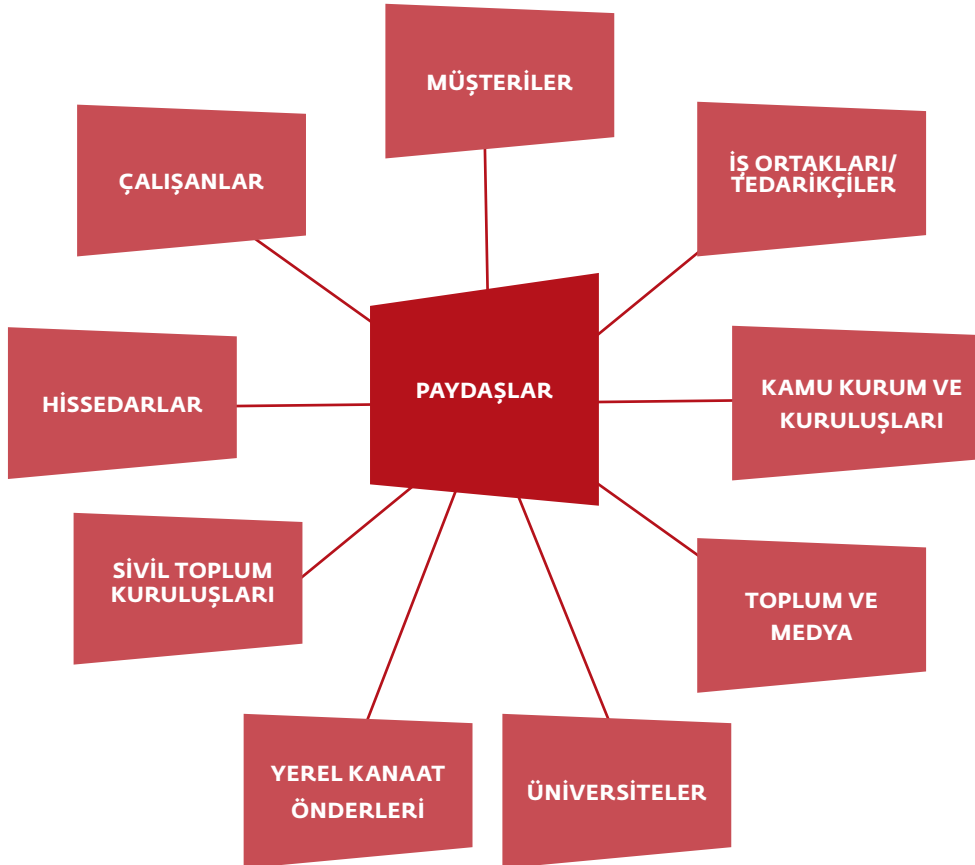 MÜŞTERİLER
ÇALIŞANLAR
İŞ ORTAKLARI/
TEDARİKÇİLER
HİSSEDARLAR
PAYDAŞLAR
KAMU KURUM VE
KURULUŞLARI
SİVİL TOPLUM
KURULUŞLARI
TOPLUM VE
MEDYA
YEREL KANAAT
ÖNDERLERİ
ÜNİVERSİTELER